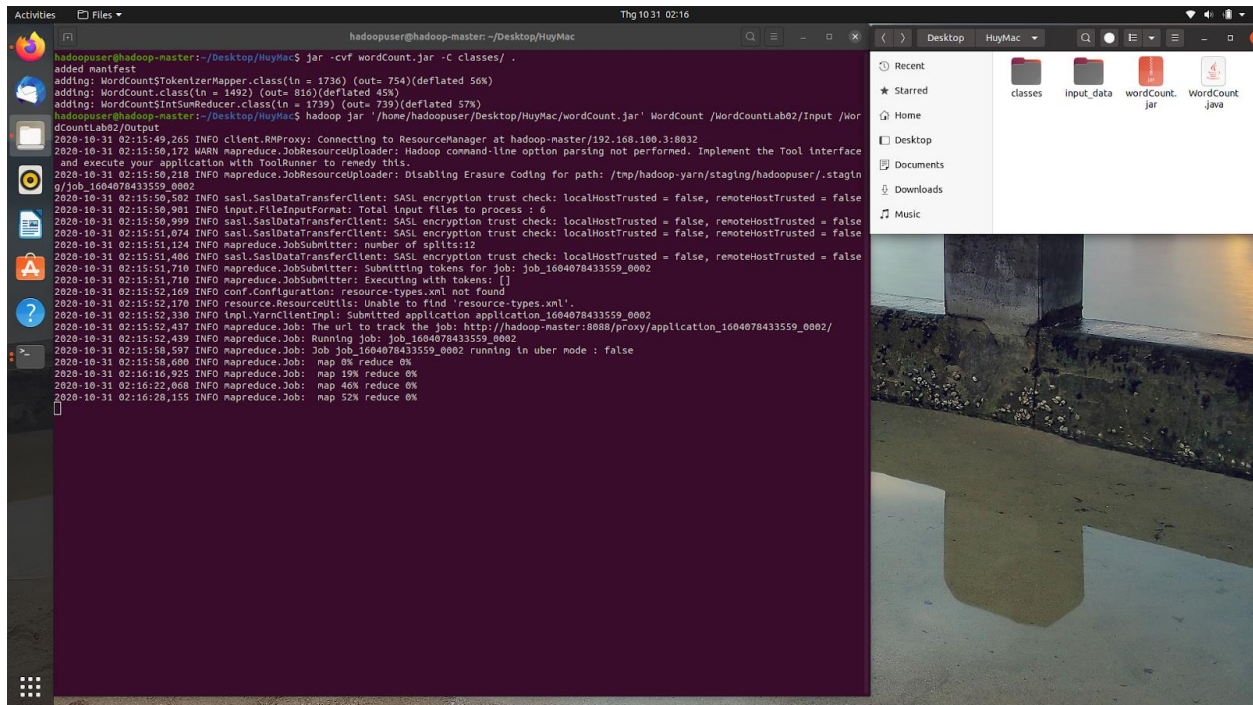 Activities
Files
Thg 10 31 02:16
hadoopuser@hadoop-master: ~/Desktop/HuyMac
hadoopuser@hadoop-master:~/Desktop/HuyMac$ jar -cvf wordCount.jar -C classes/ .
added manifest
adding: WordCount$TokenizerMapper.class(in = 1736) (out= 754)(deflated 56%)
adding: WordCount.class(in = 1492) (out= 816)(deflated 45%)
adding: WordCount$IntSumReducer.class(in = 1739) (out= 739)(deflated 57%)
hadoopuser@hadoop-master:~/Desktop/HuyMac$ hadoop jar '/home/hadoopuser/Desktop/HuyMac/wordCount.jar' WordCount /WordCountLab02/Input /Wor
dCountLab02/Output
2020-10-31 02:15:49,265 INFO client.RMProxy: Connecting to ResourceManager at hadoop-master/192.168.100.3:8032
2020-10-31 02:15:50,172 WARN mapreduce.JobResourceUploader: Hadoop command-line option parsing not performed. Implement the Tool interface
 and execute your application with ToolRunner to remedy this.
2020-10-31 02:15:50,218 INFO mapreduce.JobResourceUploader: Disabling Erasure Coding for path: /tmp/hadoop-yarn/staging/hadoopuser/.stagin
g/job_1604078433559_0002
2020-10-31 02:15:50,502 INFO sasl.SaslDataTransferClient: SASL encryption trust check: localHostTrusted = false, remoteHostTrusted = false
2020-10-31 02:15:50,901 INFO input.FileInputFormat: Total input files to process : 6
2020-10-31 02:15:50,999 INFO sasl.SaslDataTransferClient: SASL encryption trust check: localHostTrusted = false, remoteHostTrusted = false
2020-10-31 02:15:51,074 INFO sasl.SaslDataTransferClient: SASL encryption trust check: localHostTrusted = false, remoteHostTrusted = false
2020-10-31 02:15:51,124 INFO mapreduce.JobSubmitter: number of splits:12
2020-10-31 02:15:51,406 INFO sasl.SaslDataTransferClient: SASL encryption trust check: localHostTrusted = false, remoteHostTrusted = false
2020-10-31 02:15:51,710 INFO mapreduce.JobSubmitter: Submitting tokens for job: job_1604078433559_0002
2020-10-31 02:15:51,710 INFO mapreduce.JobSubmitter: Executing with tokens: []
2020-10-31 02:15:52,169 INFO conf.Configuration: resource-types.xml not found
2020-10-31 02:15:52,170 INFO resource.ResourceUtils: Unable to find 'resource-types.xml'.
2020-10-31 02:15:52,330 INFO impl.YarnClientImpl: Submitted application application_1604078433559_0002
2020-10-31 02:15:52,437 INFO mapreduce.Job: The url to track the job: http://hadoop-master:8088/proxy/application_1604078433559_0002/
2020-10-31 02:15:52,439 INFO mapreduce.Job: Running job: job_1604078433559_0002
2020-10-31 02:15:58,597 INFO mapreduce.Job: Job job_1604078433559_0002 running in uber mode : false
2020-10-31 02:15:58,600 INFO mapreduce.Job:  map 0% reduce 0%
2020-10-31 02:16:16,925 INFO mapreduce.Job:  map 19% reduce 0%
2020-10-31 02:16:22,068 INFO mapreduce.Job:  map 46% reduce 0%
2020-10-31 02:16:28,155 INFO mapreduce.Job:  map 52% reduce 0%
Desktop
HuyMac
Recent
Starred
Home
Desktop
Documents
Downloads
Music
classes
input_data
wordCount.
jar
WordCount
.java